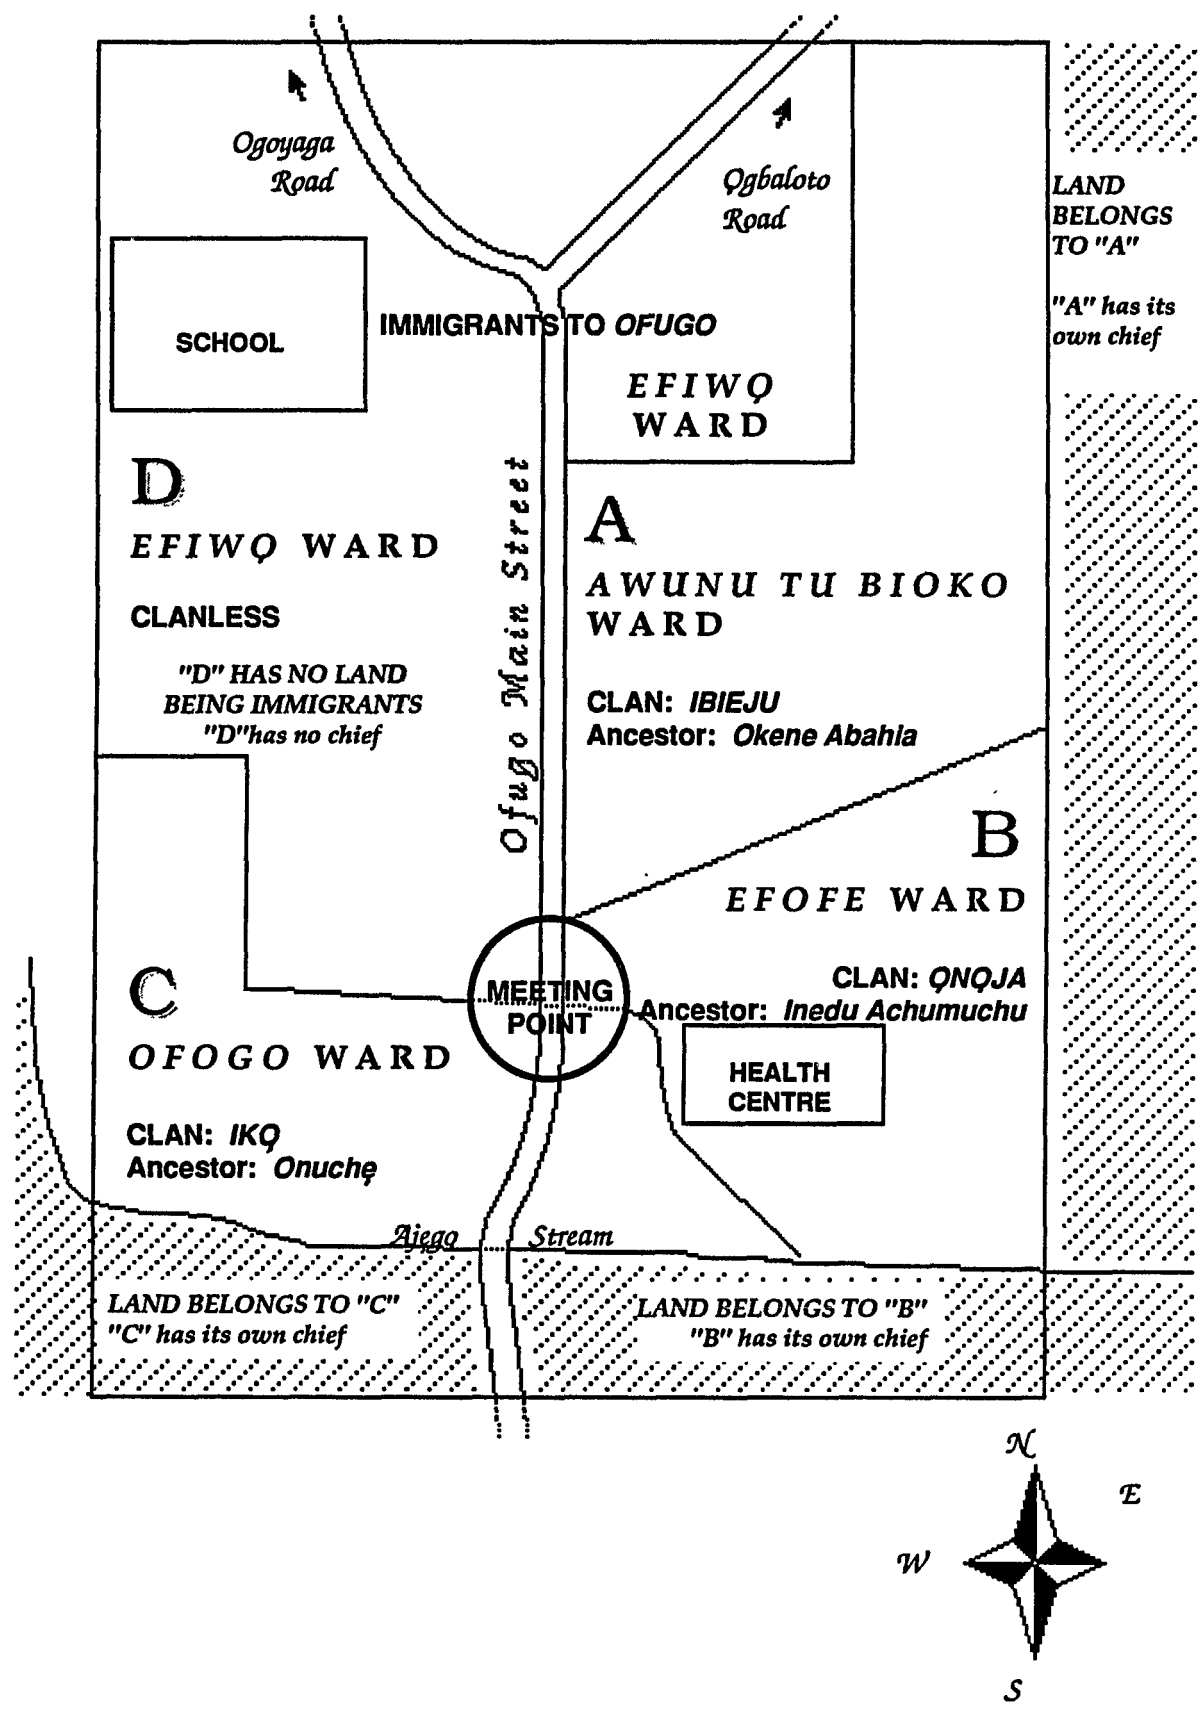 Ogoyaga
Road
Ọgbaloto
Road
LAND
BELONGS
TO "A"
"A" has its
own chief
SCHOOL
IMMIGRANTS TO OFUGO
EFIWỌ
WARD
D
EFIWỌ WARD
CLANLESS
"D" HAS NO LAND
BEING IMMIGRANTS
"D"has no chief
Ofugo Main Street
A
AWUNU TU BIOKO
WARD
CLAN: IBIEJU
Ancestor: Okene Abahla
B
EFOFE WARD
CLAN: ỌNỌJA
Ancestor: Inedu Achumuchu
MEETING
POINT
HEALTH
CENTRE
C
OFOGO WARD
CLAN: IKỌ
Ancestor: Onuchẹ
Ajego Stream
LAND BELONGS TO "C"
"C" has its own chief
LAND BELONGS TO "B"
"B" has its own chief
N
E
W
S